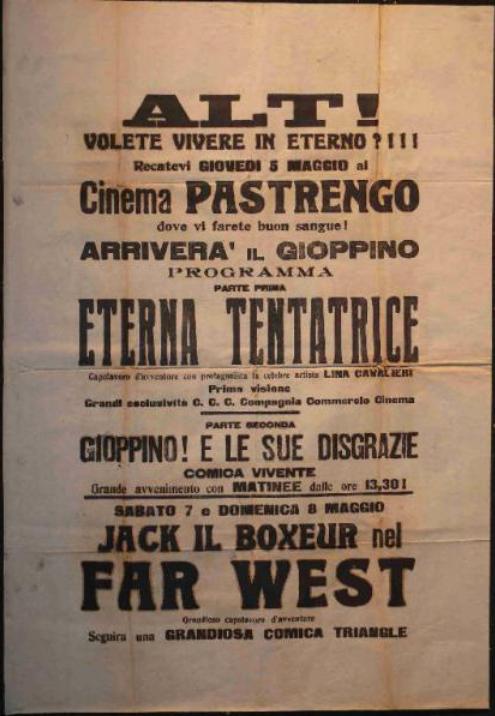 ALT!
VOLETE VIVERE IN ETERNO?!!!
Recatevi GIOVEDI 5 MAGGIO al
Cinema PASTRENGO
dove vi farete buon sangue!
ARRIVERA' IL GIOPPINO
PROGRAMMA
PARTE PRIMA
ETERNA TENTATRICE
Capolavoro d'avventure con protagonista la celebre artista LINA CAVALIERI
Prima visione
Grandi esclusività C. C. C. Compagnia Commercio Cinema
PARTE SECONDA
GIOPPINO! E LE SUE DISGRAZIE
COMICA VIVENTE
Grande avvenimento con MATINEE dalle ore 13,30!
SABATO 7 e DOMENICA 8 MAGGIO
JACK IL BOXEUR nel
FAR WEST
Grandioso capolavoro d'avventure
Seguirà una GRANDIOSA COMICA TRIANGLE